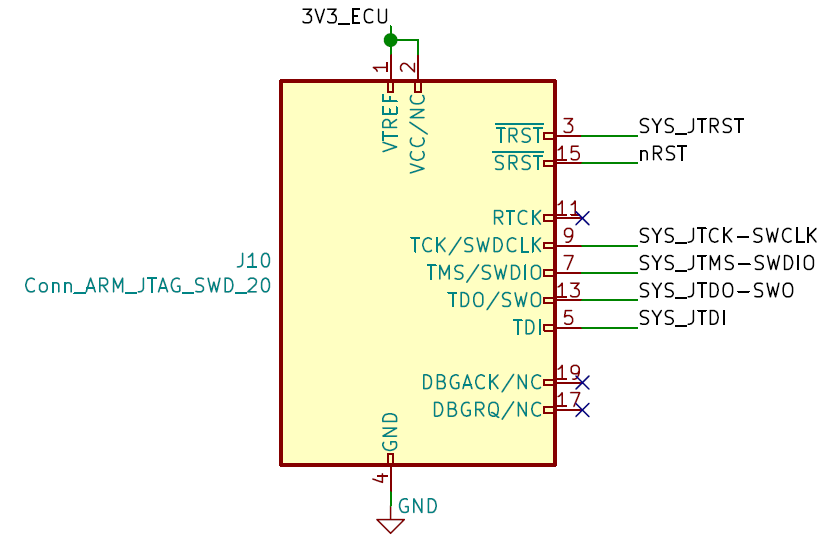 3V3_ECU
1
2
VTREF
VCC/NC
TRST 3 SYS_JTRST
SRST 15 nRST
RTCK 11
TCK/SWDCLK 9 SYS_JTCK-SWCLK
J10
TMS/SWDIO 7 SYS_JTMS-SWDIO
Conn_ARM_JTAG_SWD_20
TDO/SWO 13 SYS_JTDO-SWO
TDI 5 SYS_JTDI
DBGACK/NC 19
DBGRQ/NC 17
GND
4
GND